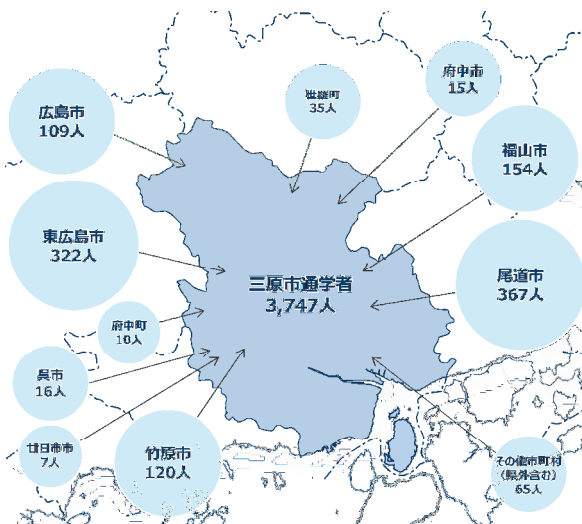 広島市
109人
世羅町
35人
府中市
15人
福山市
154人
東広島市
322人
三原市通学者
3,747人
尾道市
367人
府中町
10人
呉市
16人
廿日市市
7人
竹原市
120人
その他市町村
(県外含む)
65人